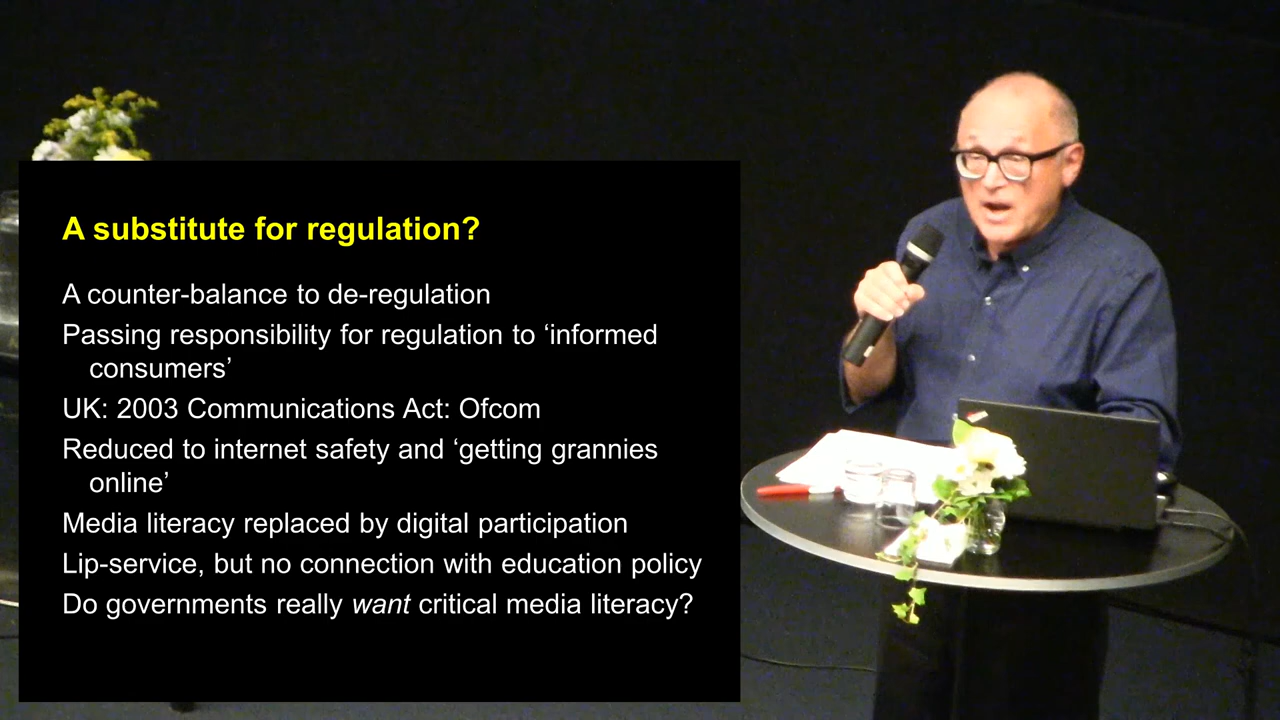 A substitute for regulation?
A counter-balance to de-regulation
Passing responsibility for regulation to ‘informed
consumers’
UK: 2003 Communications Act: Ofcom
Reduced to internet safety and ‘getting grannies
online’
Media literacy replaced by digital participation
Lip-service, but no connection with education policy
Do governments really want critical media literacy?